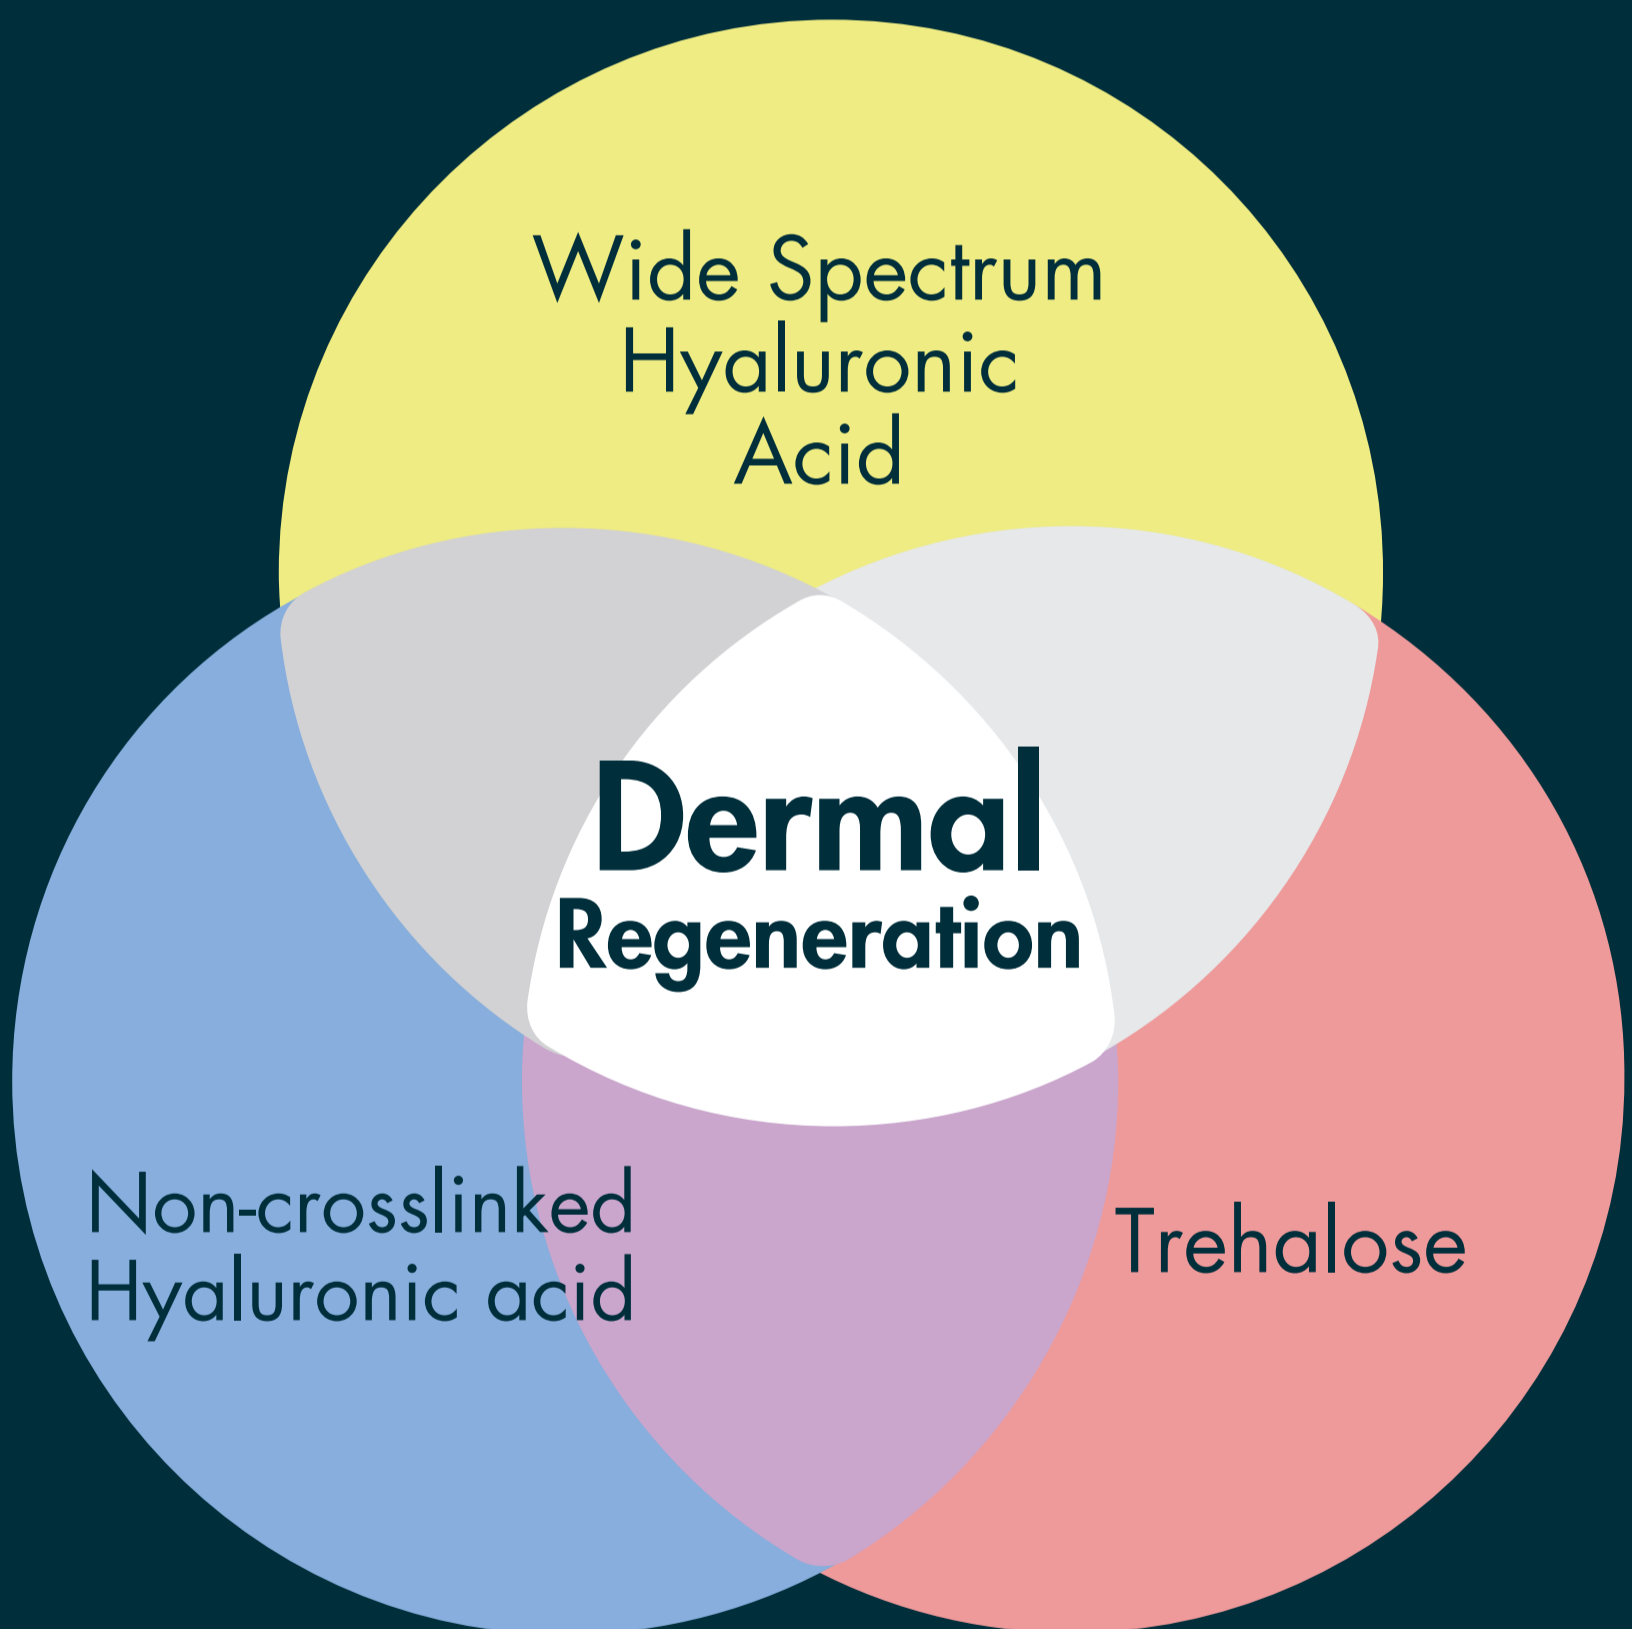 Wide Spectrum
Hyaluronic
Acid
Dermal
Regeneration
Non-crosslinked
Hyaluronic acid
Trehalose